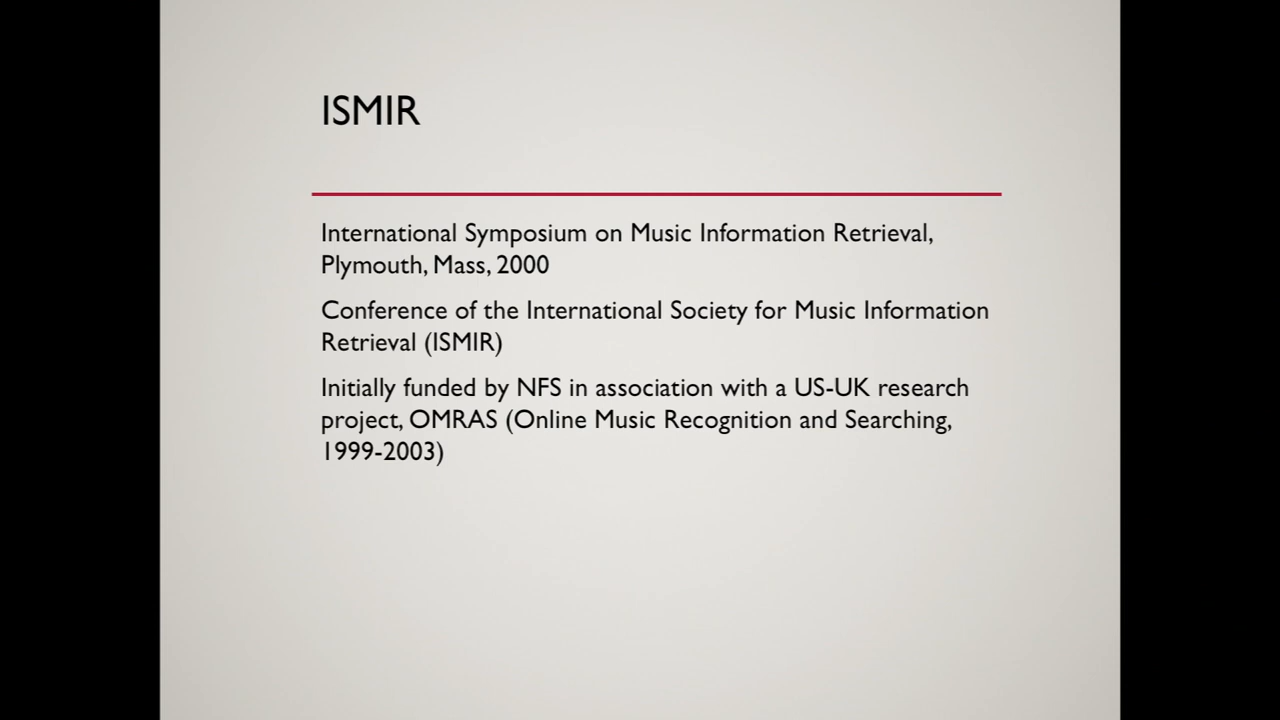 ISMIR
International Symposium on Music Information Retrieval,
Plymouth, Mass, 2000
Conference of the International Society for Music Information
Retrieval (ISMIR)
Initially funded by NFS in association with a US-UK research
project, OMRAS (Online Music Recognition and Searching,
1999-2003)